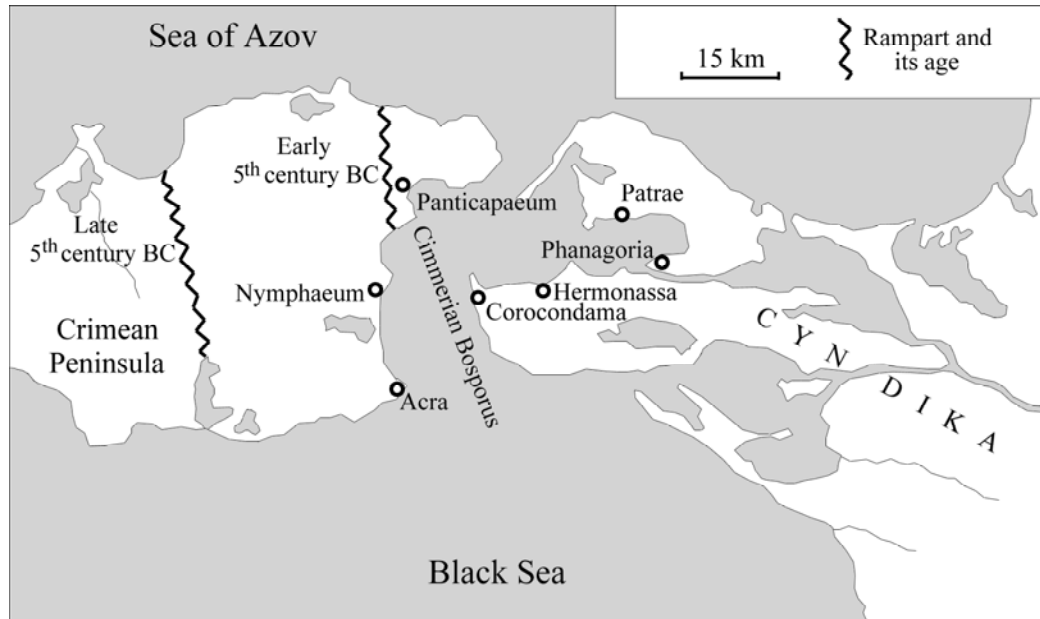 Sea of Azov
15 km
Rampart and
its age
Early
5th century BC
Panticapaeum
Patrae
Late
5th century BC
Phanagoria
Nymphaeum
Hermonassa
Corocondama
Cimmerian Bosporus
Crimean
Peninsula
CYNDIKA
Acra
Black Sea